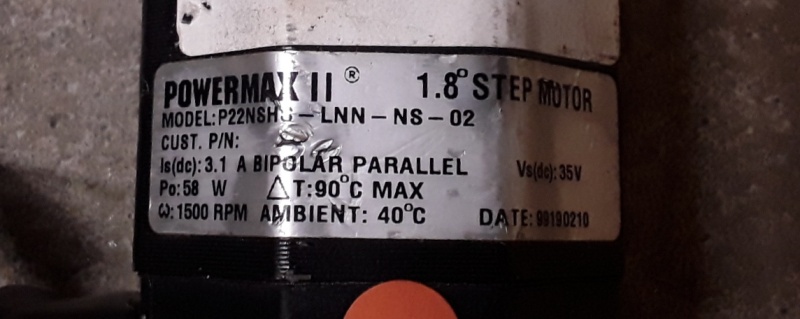 POWERMAX II ® 1.8° STEP MOTOR
MODEL: P22NSH -LNN-NS-02
CUST. P/N:
Is(dc): 3.1 A BIPOLAR PARALLEL Vs(dc): 35V
Po: 58 W ΔT: 90°C MAX
ω: 1500 RPM AMBIENT: 40°C DATE: 99190210